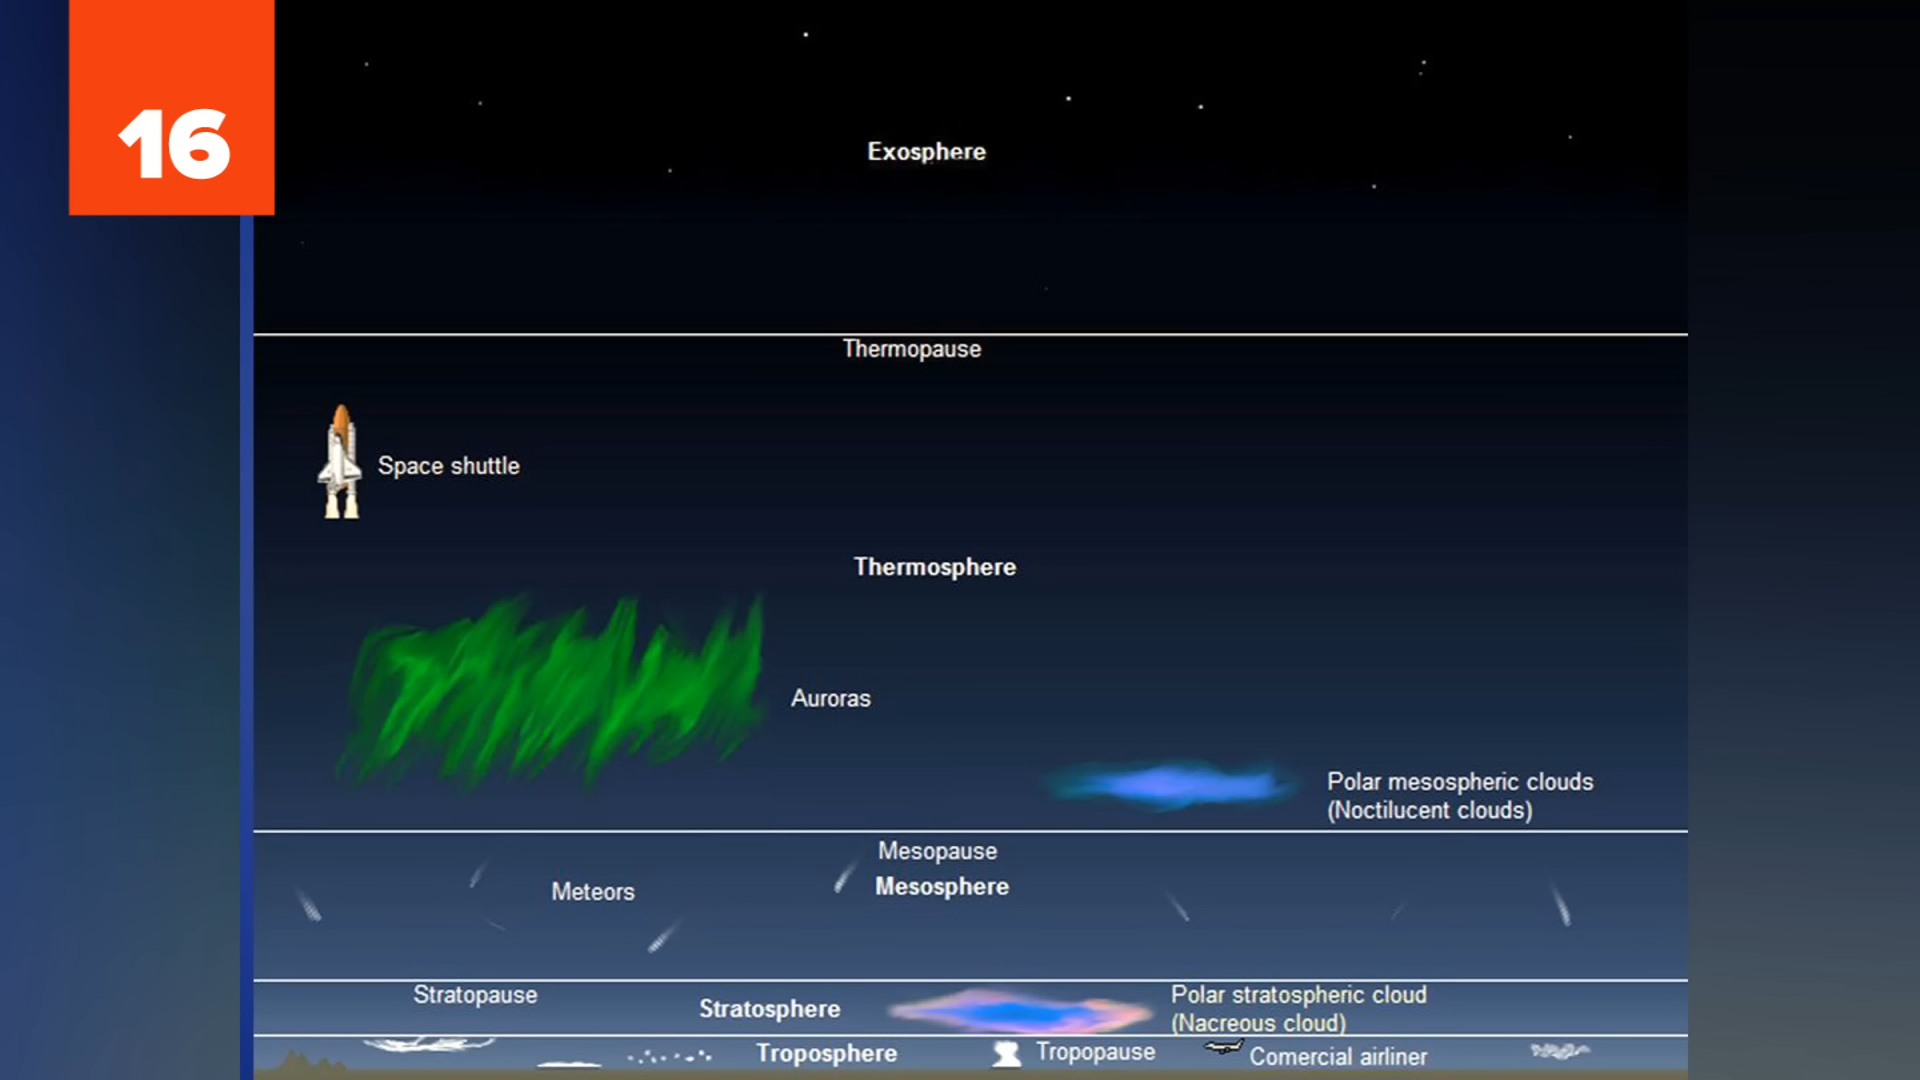 16
Exosphere
Thermopause
Space shuttle
Thermosphere
Auroras
Polar mesospheric clouds
(Noctilucent clouds)
Mesopause
Meteors
Mesosphere
Stratopause
Stratosphere
Polar stratospheric cloud
(Nacreous cloud)
Troposphere
Tropopause
Comercial airliner